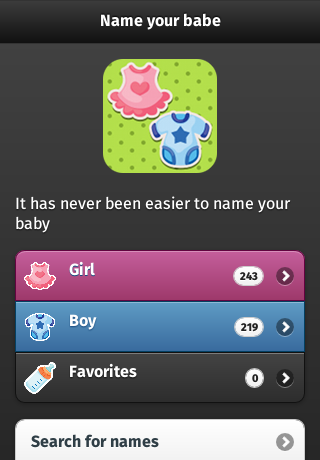 Name your babe
It has never been easier to name your
baby
Girl 243
Boy 219
Favorites 0
Search for names